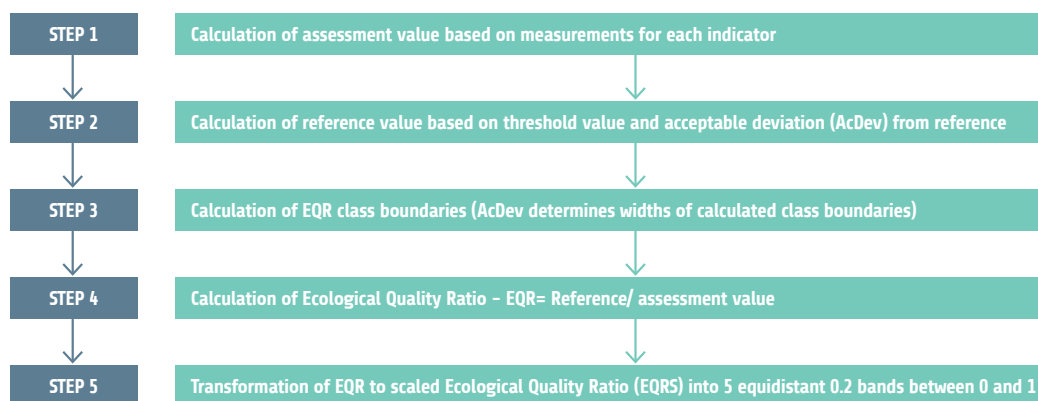 STEP 1
Calculation of assessment value based on measurements for each indicator
STEP 2
Calculation of reference value based on threshold value and acceptable deviation (AcDev) from reference
STEP 3
Calculation of EQR class boundaries (AcDev determines widths of calculated class boundaries)
STEP 4
Calculation of Ecological Quality Ratio - EQR= Reference/ assessment value
STEP 5
Transformation of EQR to scaled Ecological Quality Ratio (EQRS) into 5 equidistant 0.2 bands between 0 and 1